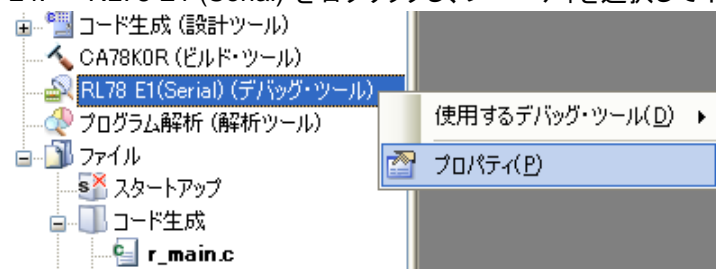 コード生成 (設計ツール)
CA78K0R (ビルド・ツール)
RL78 E1(Serial) (デバッグ・ツール)
使用するデバッグ・ツール(D)
プログラム解析 (解析ツール)
プロパティ(P)
ファイル
スタートアップ
コード生成
r_main.c